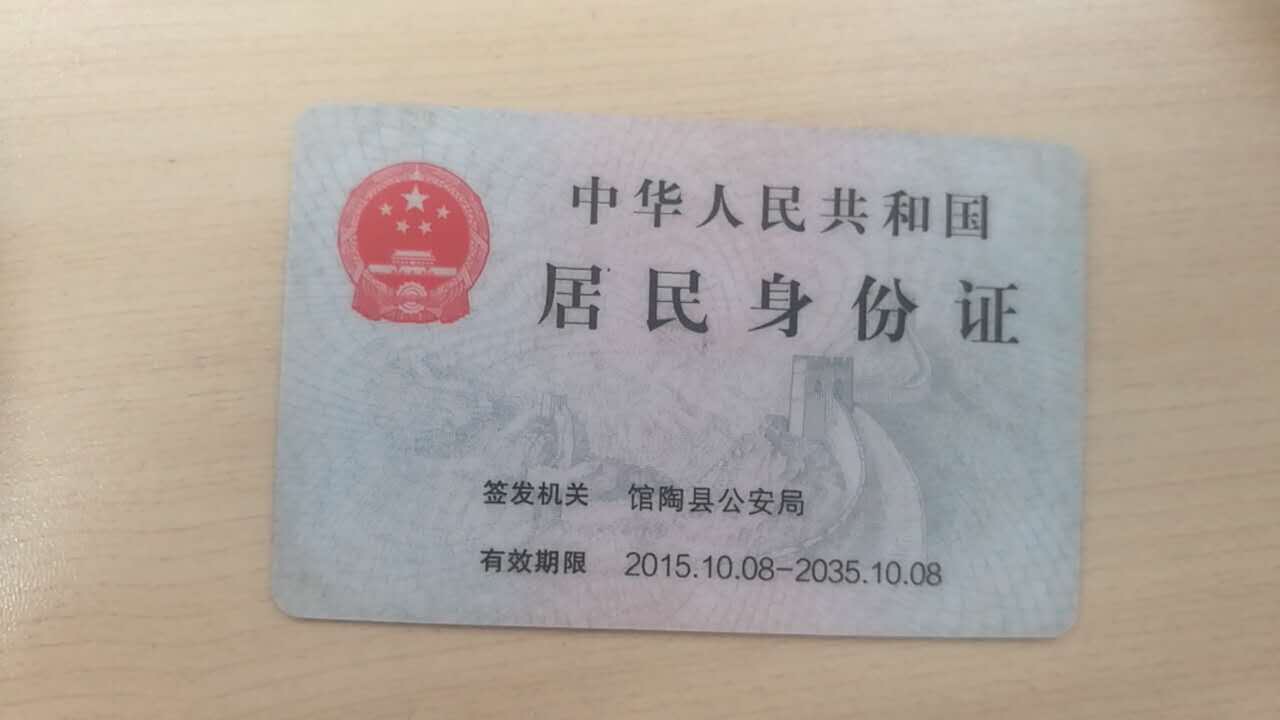 中华人民共和国
居民身份证
签发机关 馆陶县公安局
有效期限 2015.10.08-2035.10.08